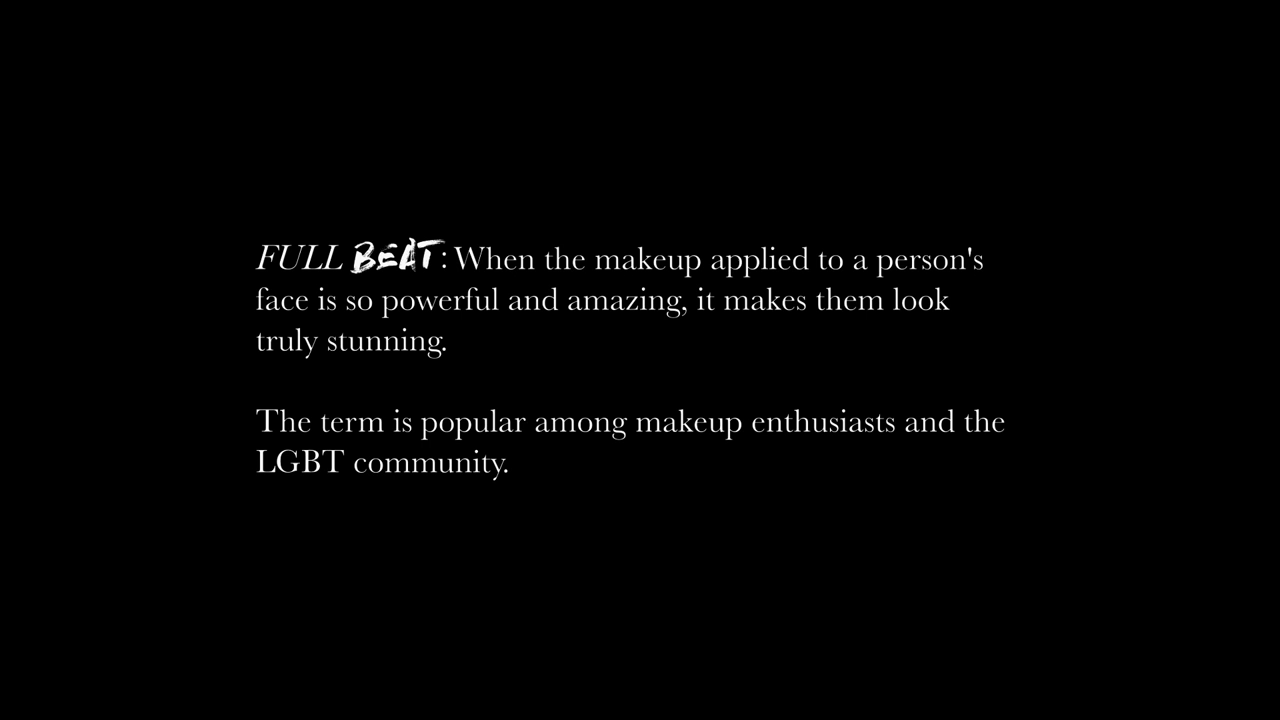 FULL BEAT: When the makeup applied to a person's
face is so powerful and amazing, it makes them look
truly stunning.
The term is popular among makeup enthusiasts and the
LGBT community.